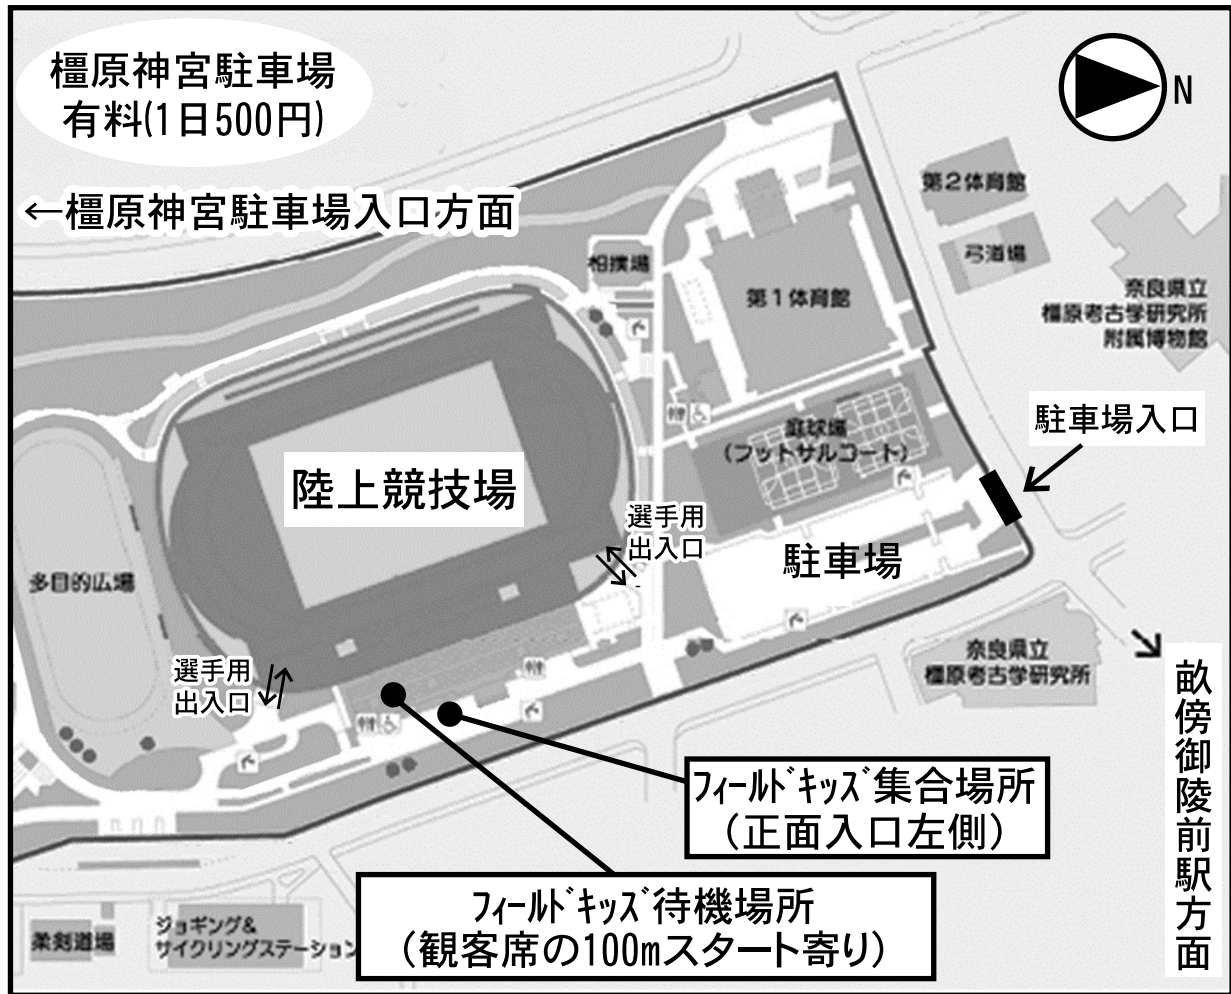 橿原神宮駐車場
有料(1日500円)
N
←橿原神宮駐車場入口方面
第2体育館
弓道場
相撲場
第1体育館
奈良県立
橿原考古学研究所
附属博物館
駐車場入口
庭球場
(フットサルコート)
陸上競技場
選手用
出入口
駐車場
多目的広場
選手用
出入口
奈良県立
橿原考古学研究所
畝傍御陵前駅方面
フィールドキッズ集合場所
(正面入口左側)
フィールドキッズ待機場所
(観客席の100mスタート寄り)
柔剣道場
ジョギング&
サイクリングステーション